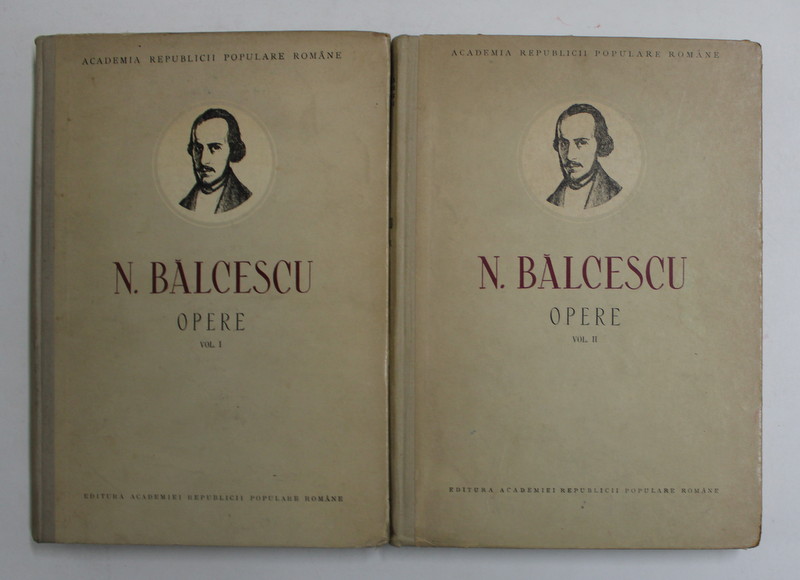 ACADEMIA REPUBLICII POPULARE ROMÂNE
N. BĂLCESCU
OPERE
VOL. I
EDITURA ACADEMIEI REPUBLICII POPULARE ROMÂNE
ACADEMIA REPUBLICII POPULARE ROMÂNE
N. BĂLCESCU
OPERE
VOL. II
EDITURA ACADEMIEI REPUBLICII POPULARE ROMÂNE